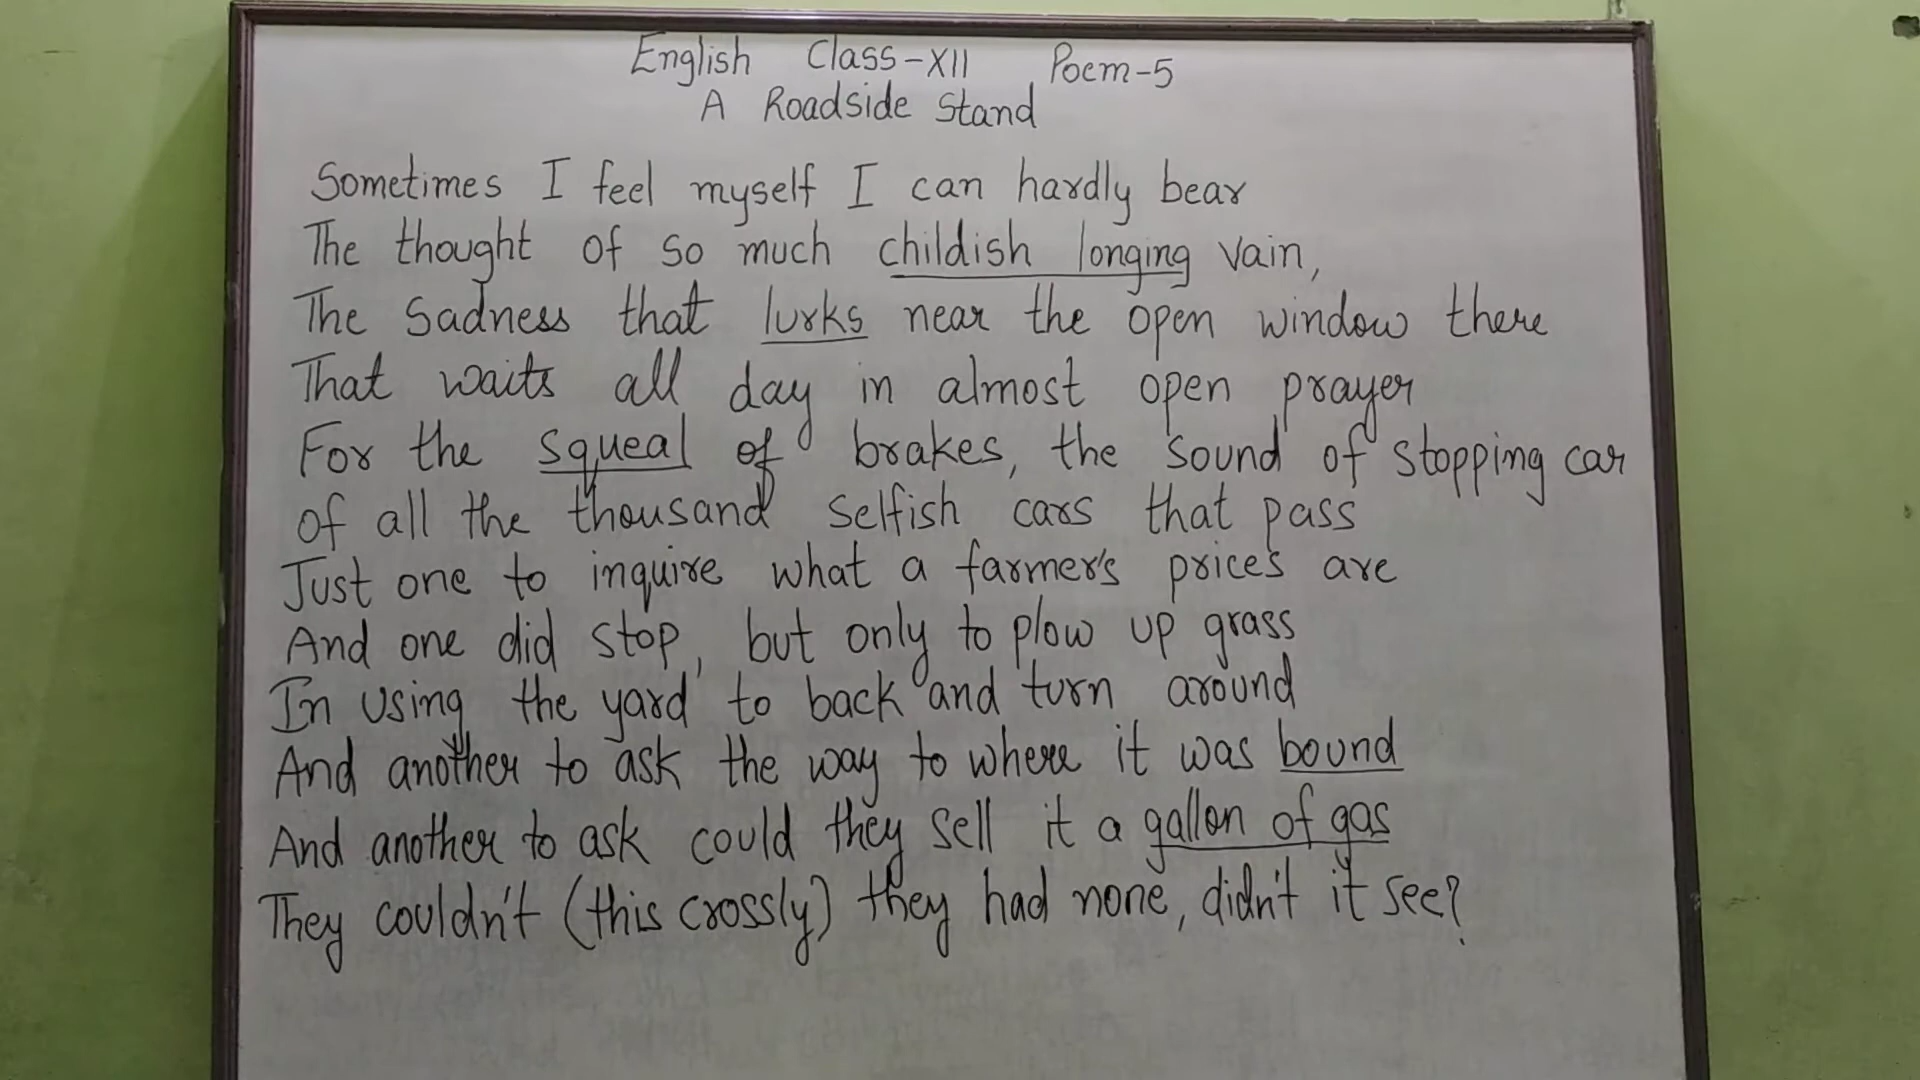 English Class-XII Poem-5
A Roadside Stand
Sometimes I feel myself I can hardly bear
The thought of so much childish longing vain,
The Sadness that lurks near the open window there
That waits all day in almost open prayer
For the squeal of brakes, the sound of stopping car
of all the thousand selfish cars that pass
Just one to inquire what a farmer's prices are
And one did stop, but only to plow up grass
In using the yard to back and turn around
And another to ask the way to where it was bound
And another to ask could they sell it a gallon of gas
They couldn't (this crossly) they had none, didn't it see?